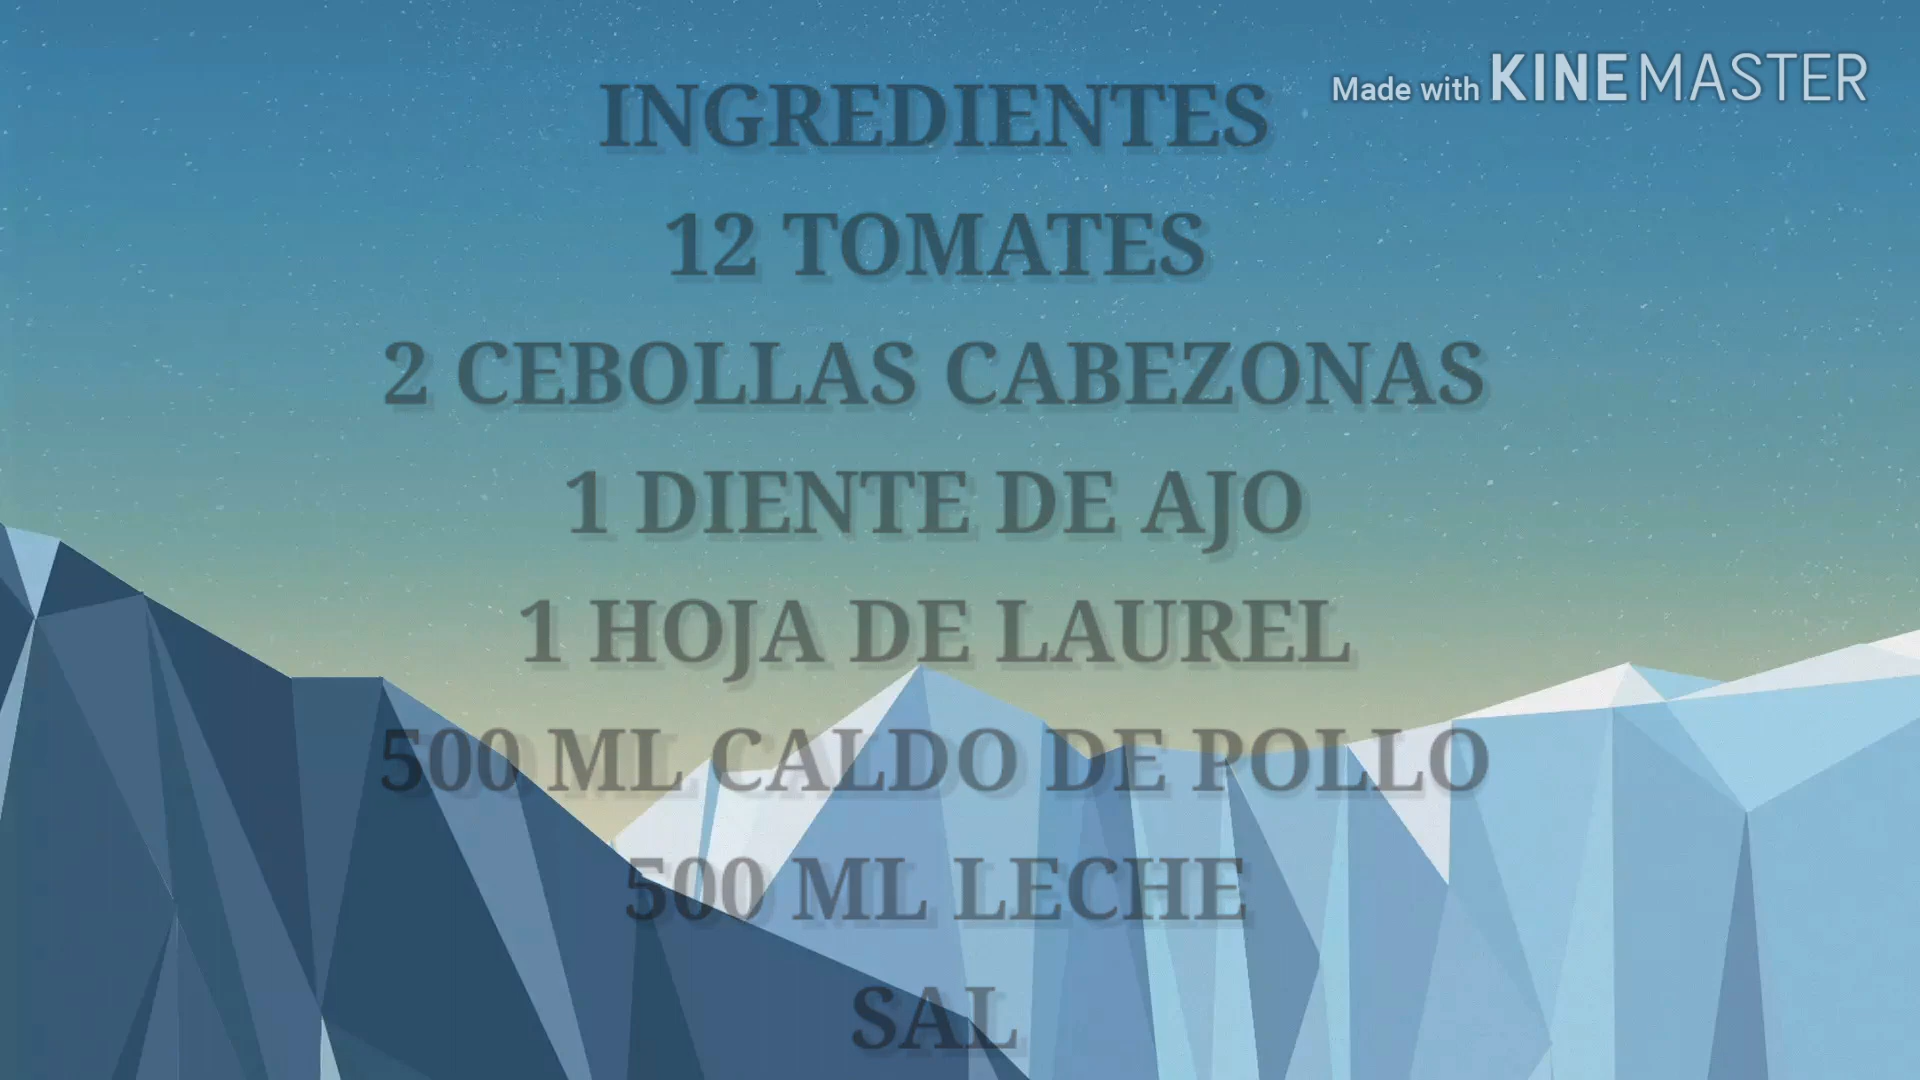 Made with KINEMASTER
INGREDIENTES
12 TOMATES
2 CEBOLLAS CABEZONAS
1 DIENTE DE AJO
1 HOJA DE LAUREL
500 ML CALDO DE POLLO
500 ML LECHE
SAL